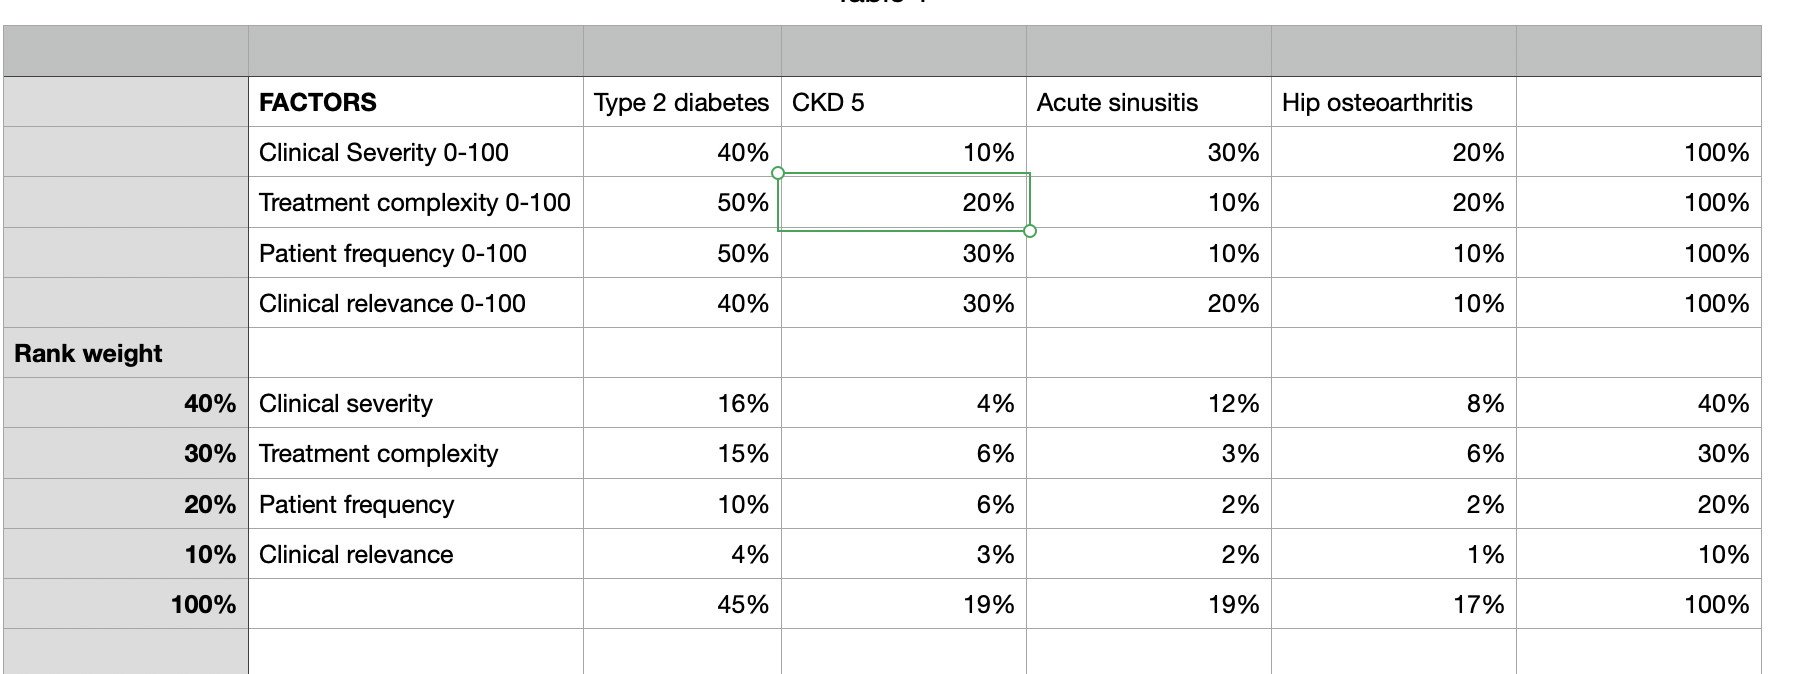 FACTORS Type 2 diabetes CKD 5 Acute sinusitis Hip osteoarthritis
Clinical Severity 0-100 40% 10% 30% 20% 100%
Treatment complexity 0-100 50% 20% 10% 20% 100%
Patient frequency 0-100 50% 30% 10% 10% 100%
Clinical relevance 0-100 40% 30% 20% 10% 100%
Rank weight
40% Clinical severity 16% 4% 12% 8% 40%
30% Treatment complexity 15% 6% 3% 6% 30%
20% Patient frequency 10% 6% 2% 2% 20%
10% Clinical relevance 4% 3% 2% 1% 10%
100% 45% 19% 19% 17% 100%